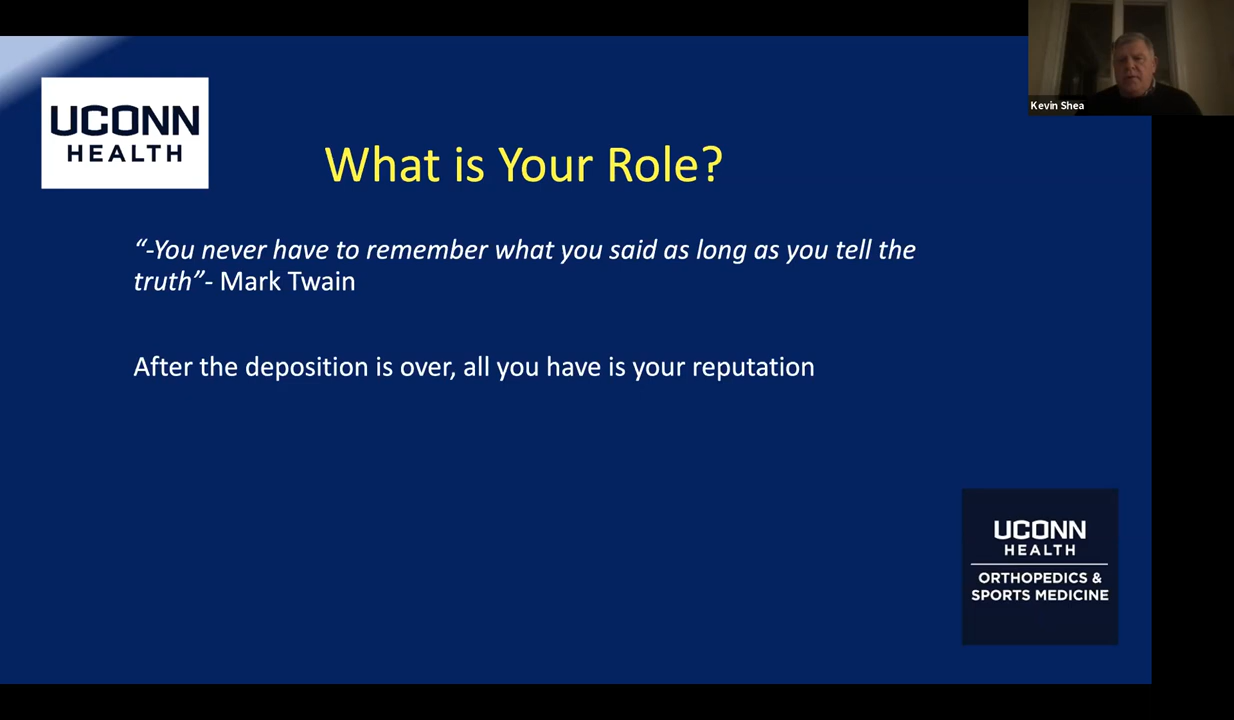 Kevin Shea
UCONN
HEALTH
What is Your Role?
“-You never have to remember what you said as long as you tell the
truth”- Mark Twain
After the deposition is over, all you have is your reputation
UCONN
HEALTH
ORTHOPEDICS &
SPORTS MEDICINE